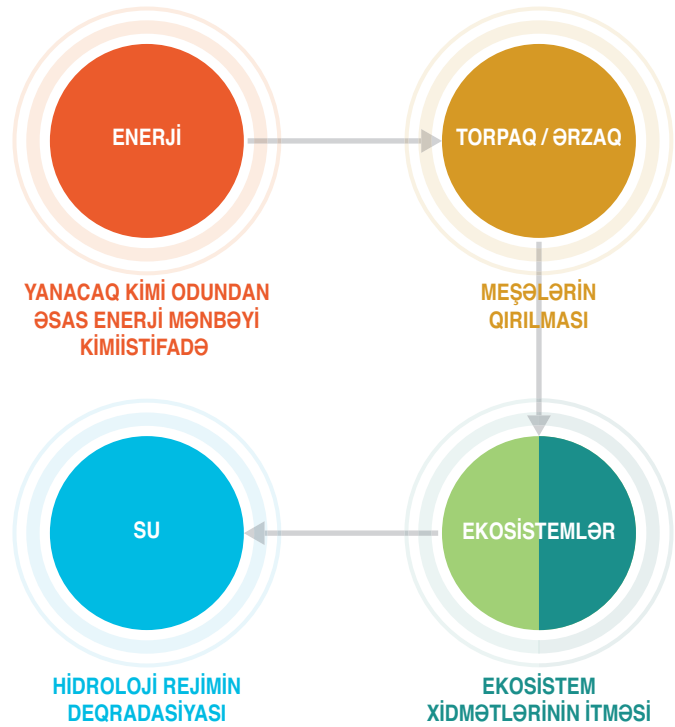 ENERJİ
TORPAQ / ƏRZAQ
YANACAQ KİMİ ODUNDAN
ƏSAS ENERJİ MƏNBƏYİ
KİMİISTİFADƏ
MEŞƏLƏRİN
QIRILMASI
SU
EKOSİSTEMLƏR
HİDROLOJİ REJİMİN
DEQRADASİYASI
EKOSİSTEM
XİDMƏTLƏRİNİN İTMƏSİ